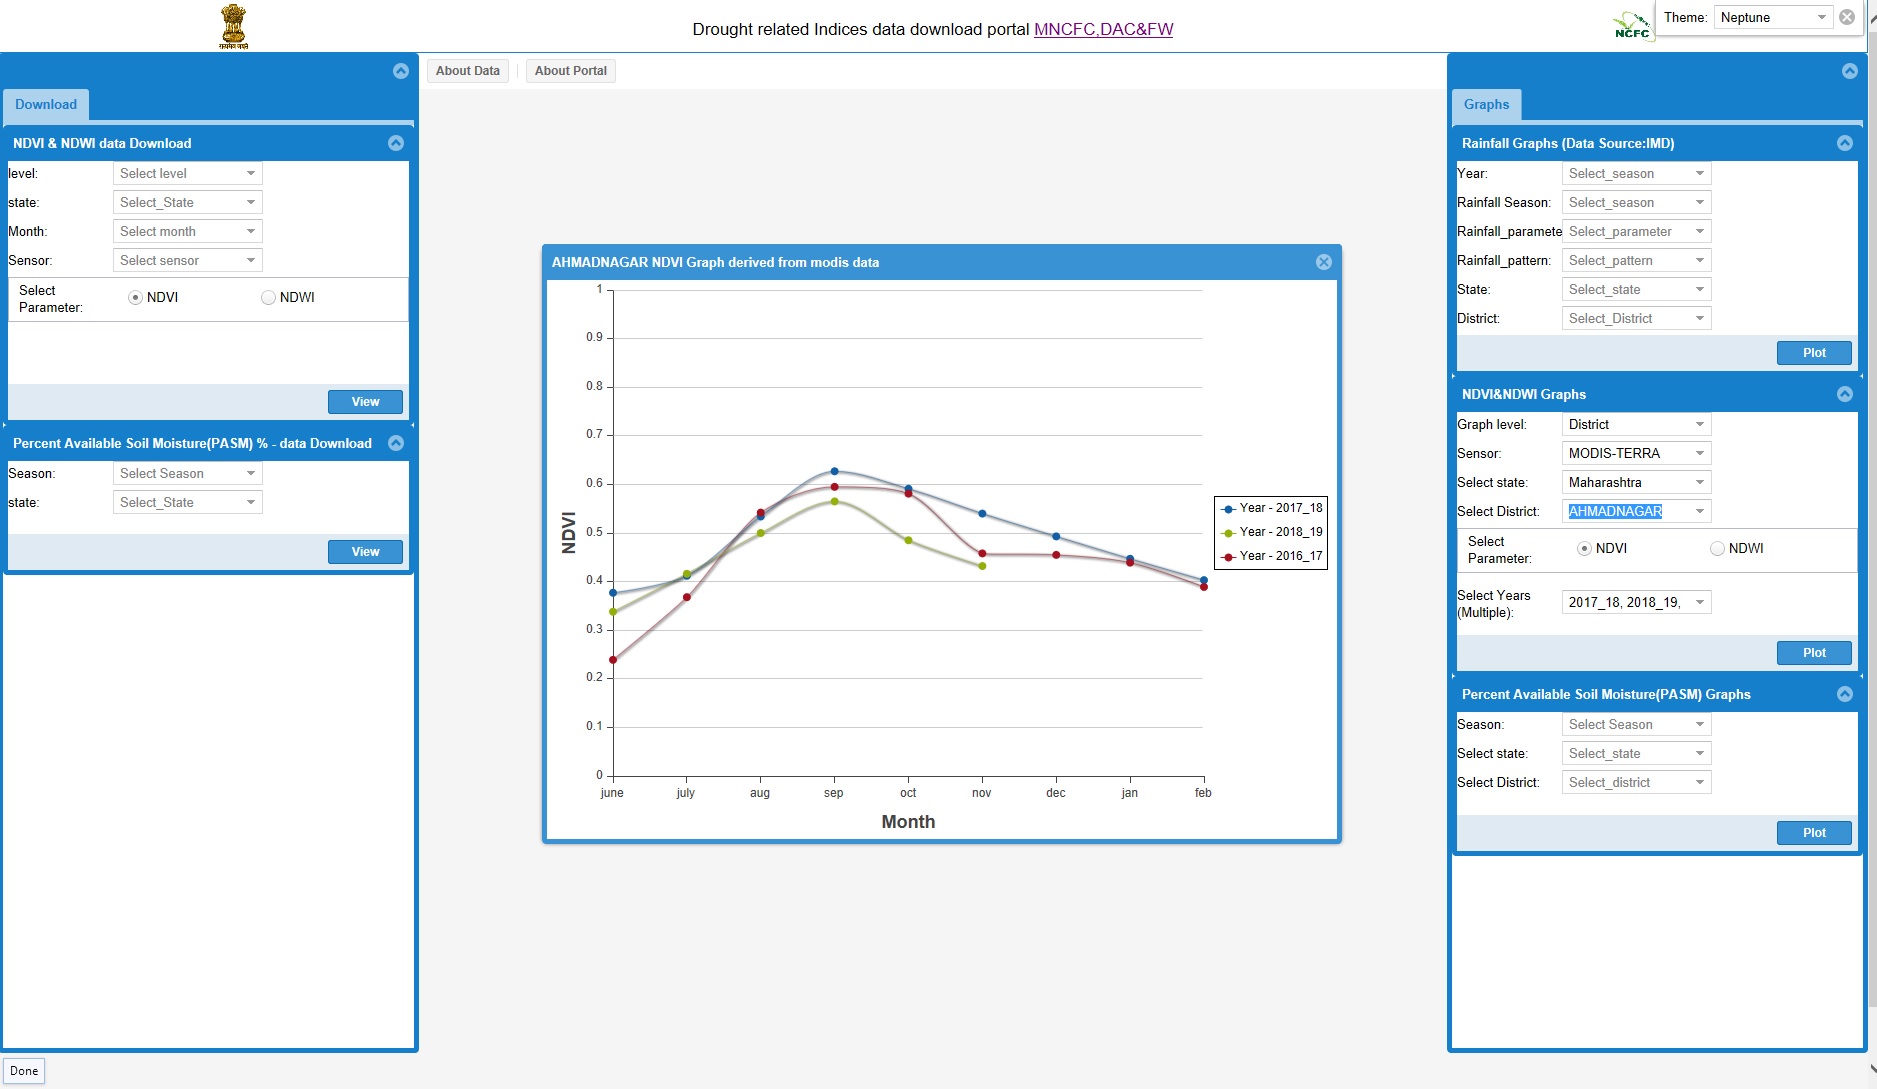 सत्यमेव जयते
Drought related Indices data download portal MNCFC,DAC&FW
NCFC
Theme: Neptune
About Data
About Portal
Download
NDVI & NDWI data Download
level: Select level
state: Select_State
Month: Select month
Sensor: Select sensor
Select
Parameter:
NDVI
NDWI
View
Percent Available Soil Moisture(PASM) % - data Download
Season: Select Season
state: Select_State
View
AHMADNAGAR NDVI Graph derived from modis data
1
0.9
0.8
0.7
0.6
0.5
0.4
0.3
0.2
0.1
0
NDVI
june july aug sep oct nov dec jan feb
Month
Year - 2017_18
Year - 2018_19
Year - 2016_17
Graphs
Rainfall Graphs (Data Source:IMD)
Year: Select_season
Rainfall Season: Select_season
Rainfall_paramete Select_parameter
Rainfall_pattern: Select_pattern
State: Select_state
District: Select_District
Plot
NDVI&NDWI Graphs
Graph level: District
Sensor: MODIS-TERRA
Select state: Maharashtra
Select District: AHMADNAGAR
Select
Parameter:
NDVI
NDWI
Select Years
(Multiple):
2017_18, 2018_19,
Plot
Percent Available Soil Moisture(PASM) Graphs
Season: Select Season
Select state: Select_state
Select District: Select_district
Plot
Done